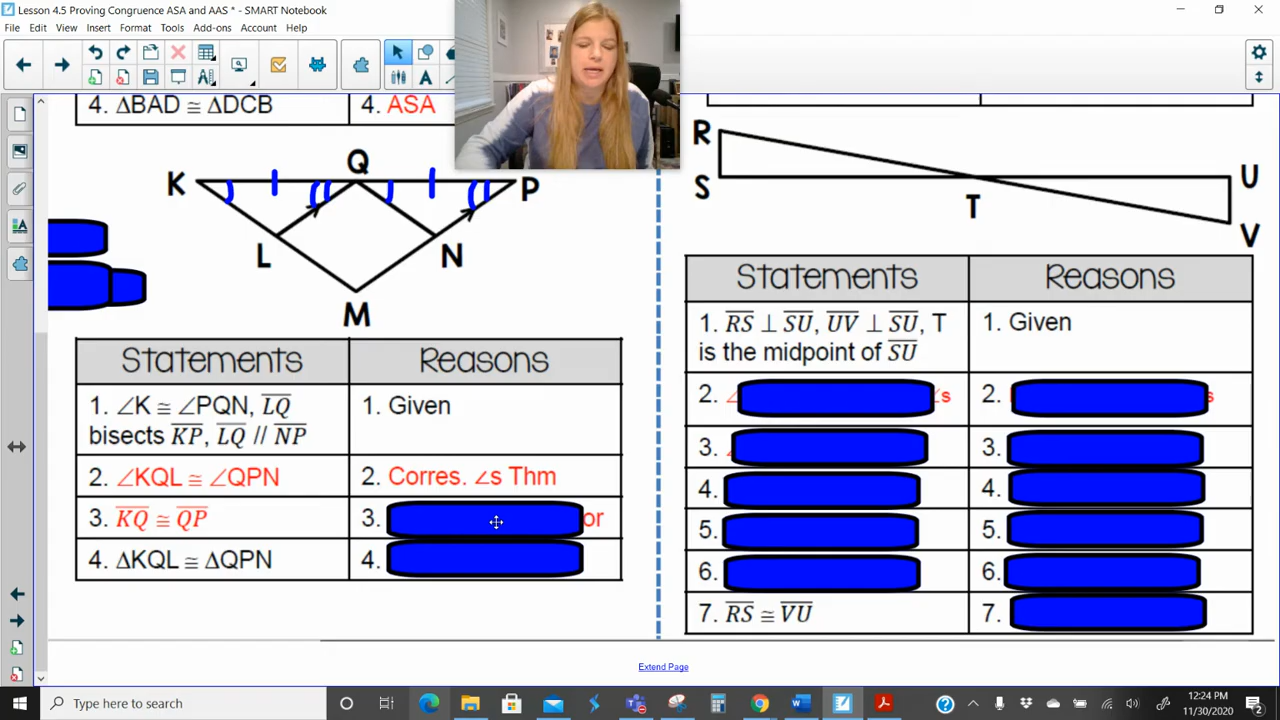 Lesson 4.5 Proving Congruence ASA and AAS * - SMART Notebook
File Edit View Insert Format Tools Add-ons Account Help
4. ΔBAD ≅ ΔDCB
4. ASA
K
Q
P
L
N
M
R
S
T
U
V
Statements Reasons
1. ∠K ≅ ∠PQN, LQ
bisects KP, LQ // NP
1. Given
2. ∠KQL ≅ ∠QPN
2. Corres. ∠s Thm
3. KQ ≅ QP
3. or
4. ΔKQL ≅ ΔQPN
4.
Statements Reasons
1. RS ⊥ SU, UV ⊥ SU, T
is the midpoint of SU
1. Given
2. ∠ ∠s
2. s
3.
3.
4.
4.
5.
5.
6.
6.
7. RS ≅ VU
7.
Extend Page
Type here to search
12:24 PM
11/30/2020
2